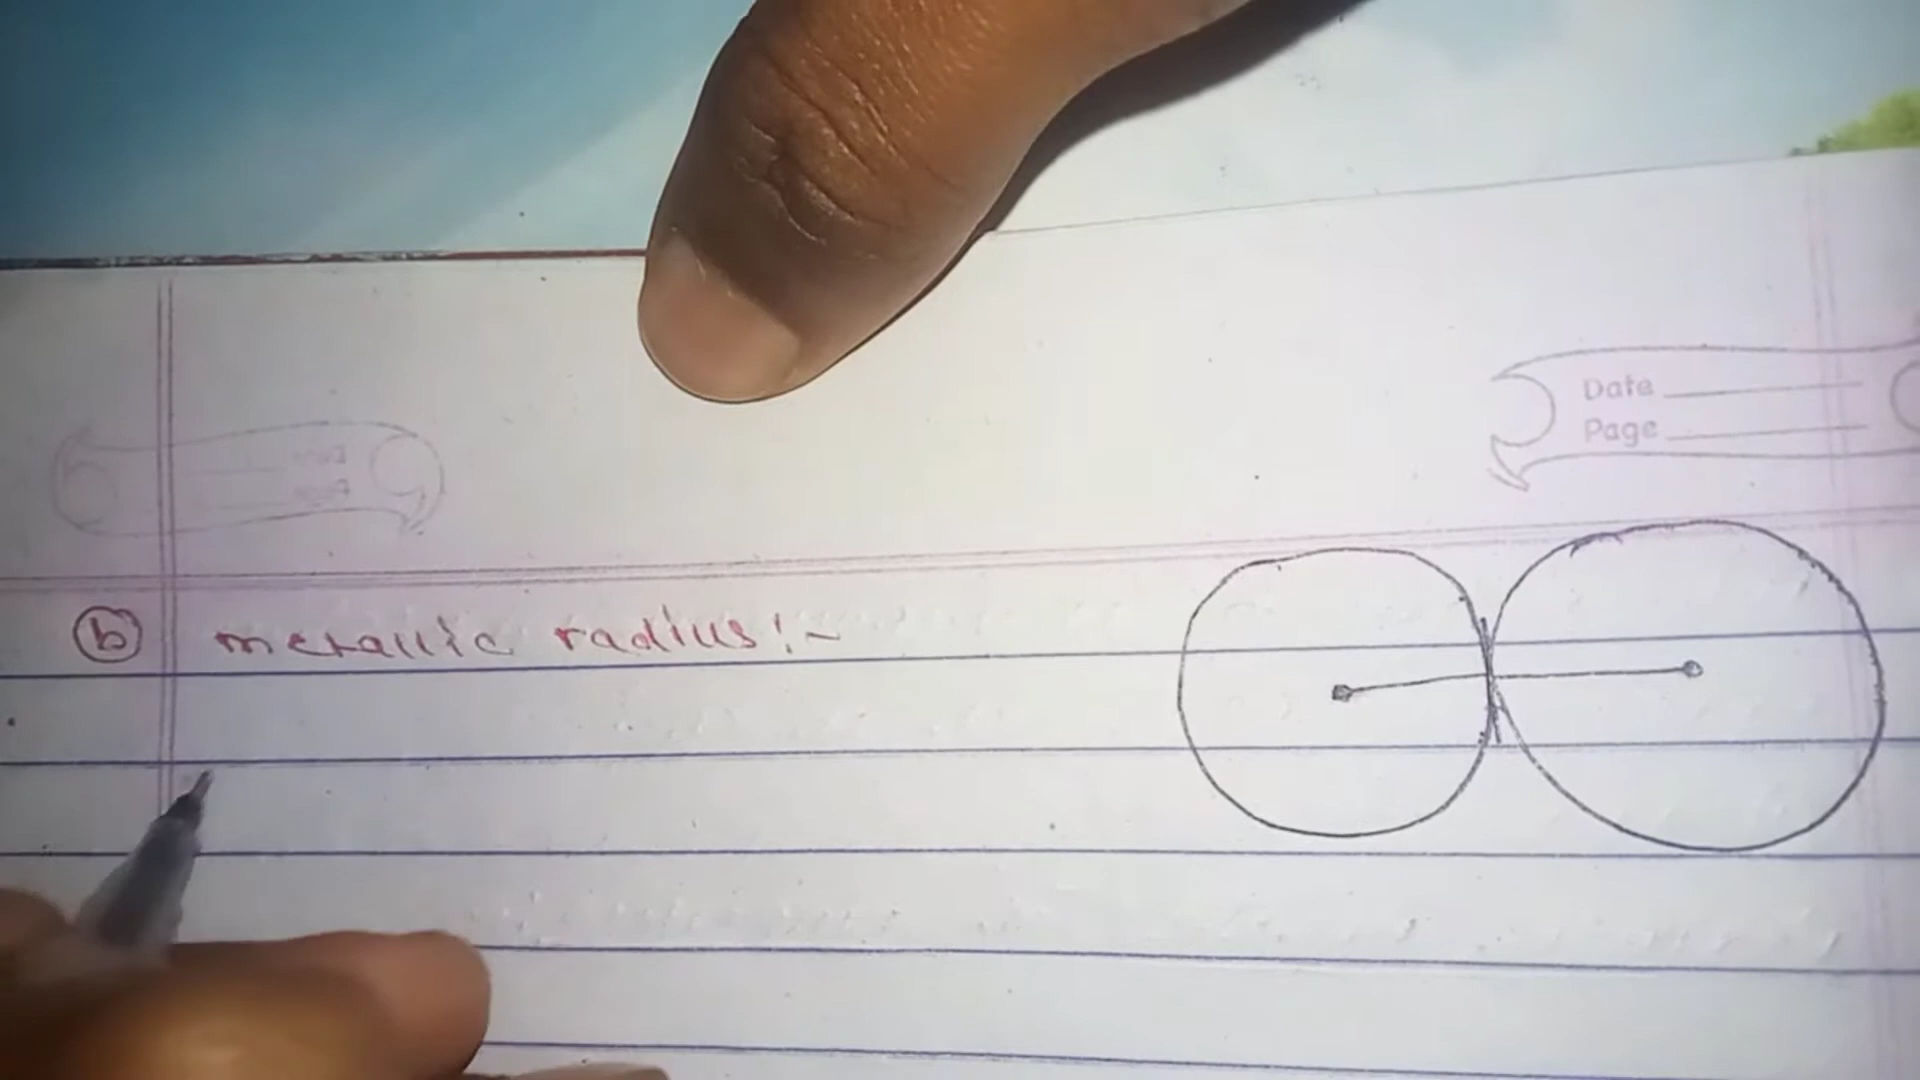 Date
Page
ⓑ metallic radius :-